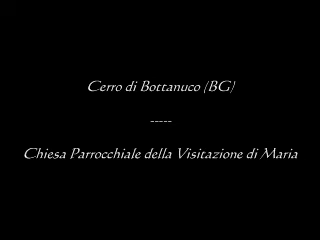 Cerro di Bottanuco (BG)
-----
Chiesa Parrocchiale della Visitazione di Maria